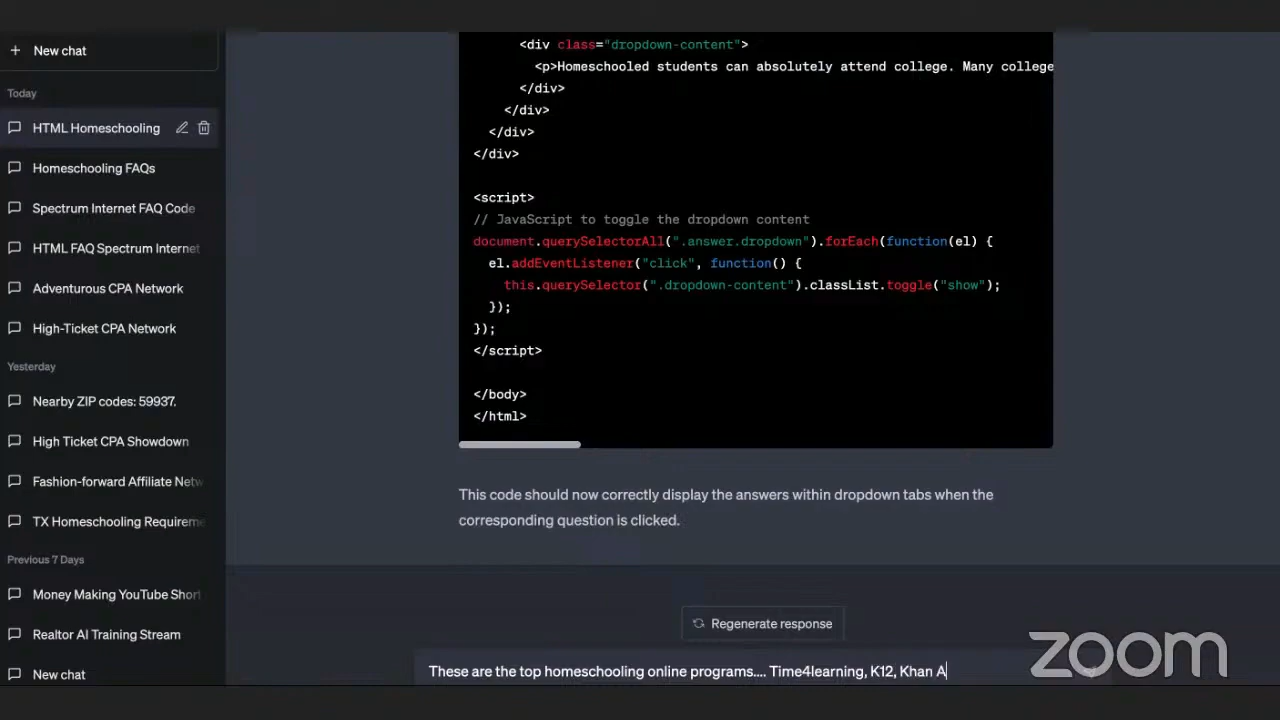 New chat
Today
HTML Homeschooling
Homeschooling FAQs
Spectrum Internet FAQ Code
HTML FAQ Spectrum Internet
Adventurous CPA Network
High-Ticket CPA Network
Yesterday
Nearby ZIP codes: 59937.
High Ticket CPA Showdown
Fashion-forward Affiliate Netw
TX Homeschooling Requireme
Previous 7 Days
Money Making YouTube Short
Realtor AI Training Stream
New chat
<div class="dropdown-content">
<p>Homeschooled students can absolutely attend college. Many college
</div>
</div>
</div>
</div>
<script>
// JavaScript to toggle the dropdown content
document.querySelectorAll(".answer.dropdown").forEach(function(el) {
el.addEventListener("click", function() {
this.querySelector(".dropdown-content").classList.toggle("show");
});
});
</script>
</body>
</html>
This code should now correctly display the answers within dropdown tabs when the
corresponding question is clicked.
Regenerate response
These are the top homeschooling online programs.... Time4learning, K12, Khan A
zoom